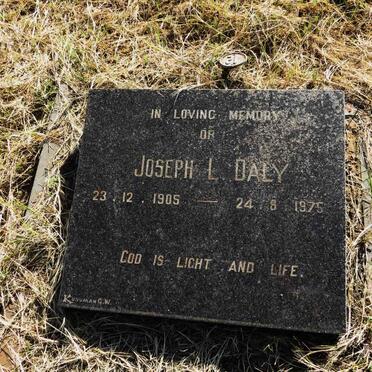 IN LOVING MEMORY
OF
JOSEPH L. DALY
23.12.1905 — 24.8.1975
GOD IS LIGHT AND LIFE.